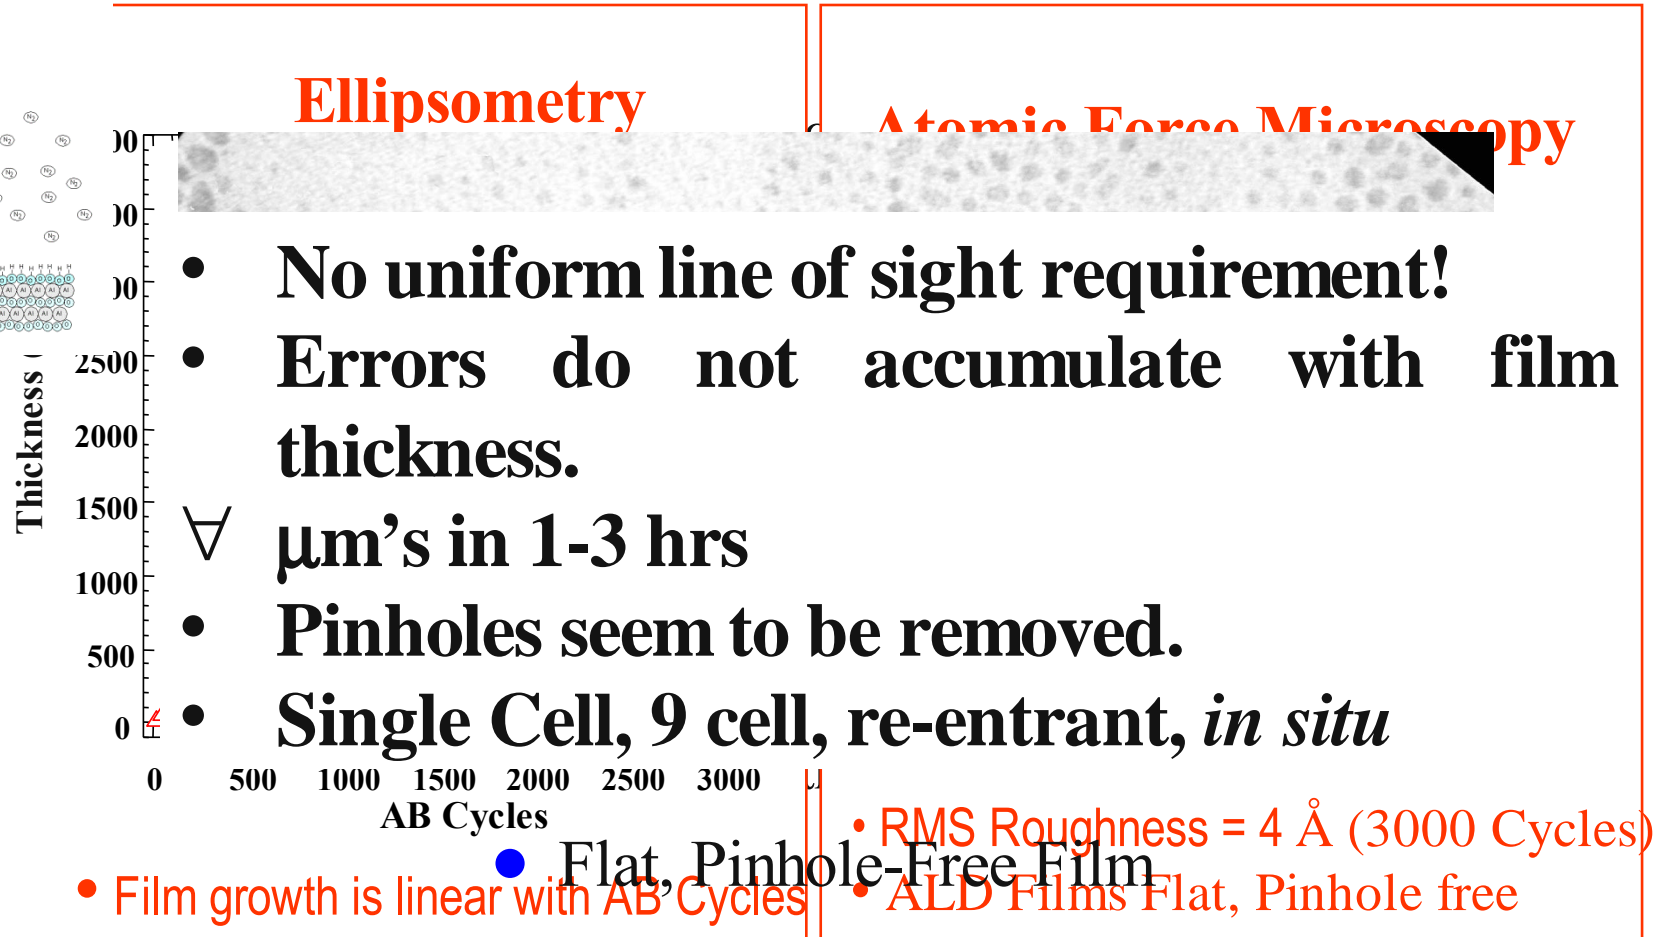 Ellipsometry
Atomic Force Microscopy
• No uniform line of sight requirement!
• Errors do not accumulate with film
thickness.
∀ μm’s in 1-3 hrs
• Pinholes seem to be removed.
• Single Cell, 9 cell, re-entrant, in situ
Thickness
2500
2000
1500
1000
500
0
0 500 1000 1500 2000 2500 3000
AB Cycles
• RMS Roughness = 4 Å (3000 Cycles)
• Flat, Pinhole-Free Film
• Film growth is linear with AB Cycles
• ALD Films Flat, Pinhole free